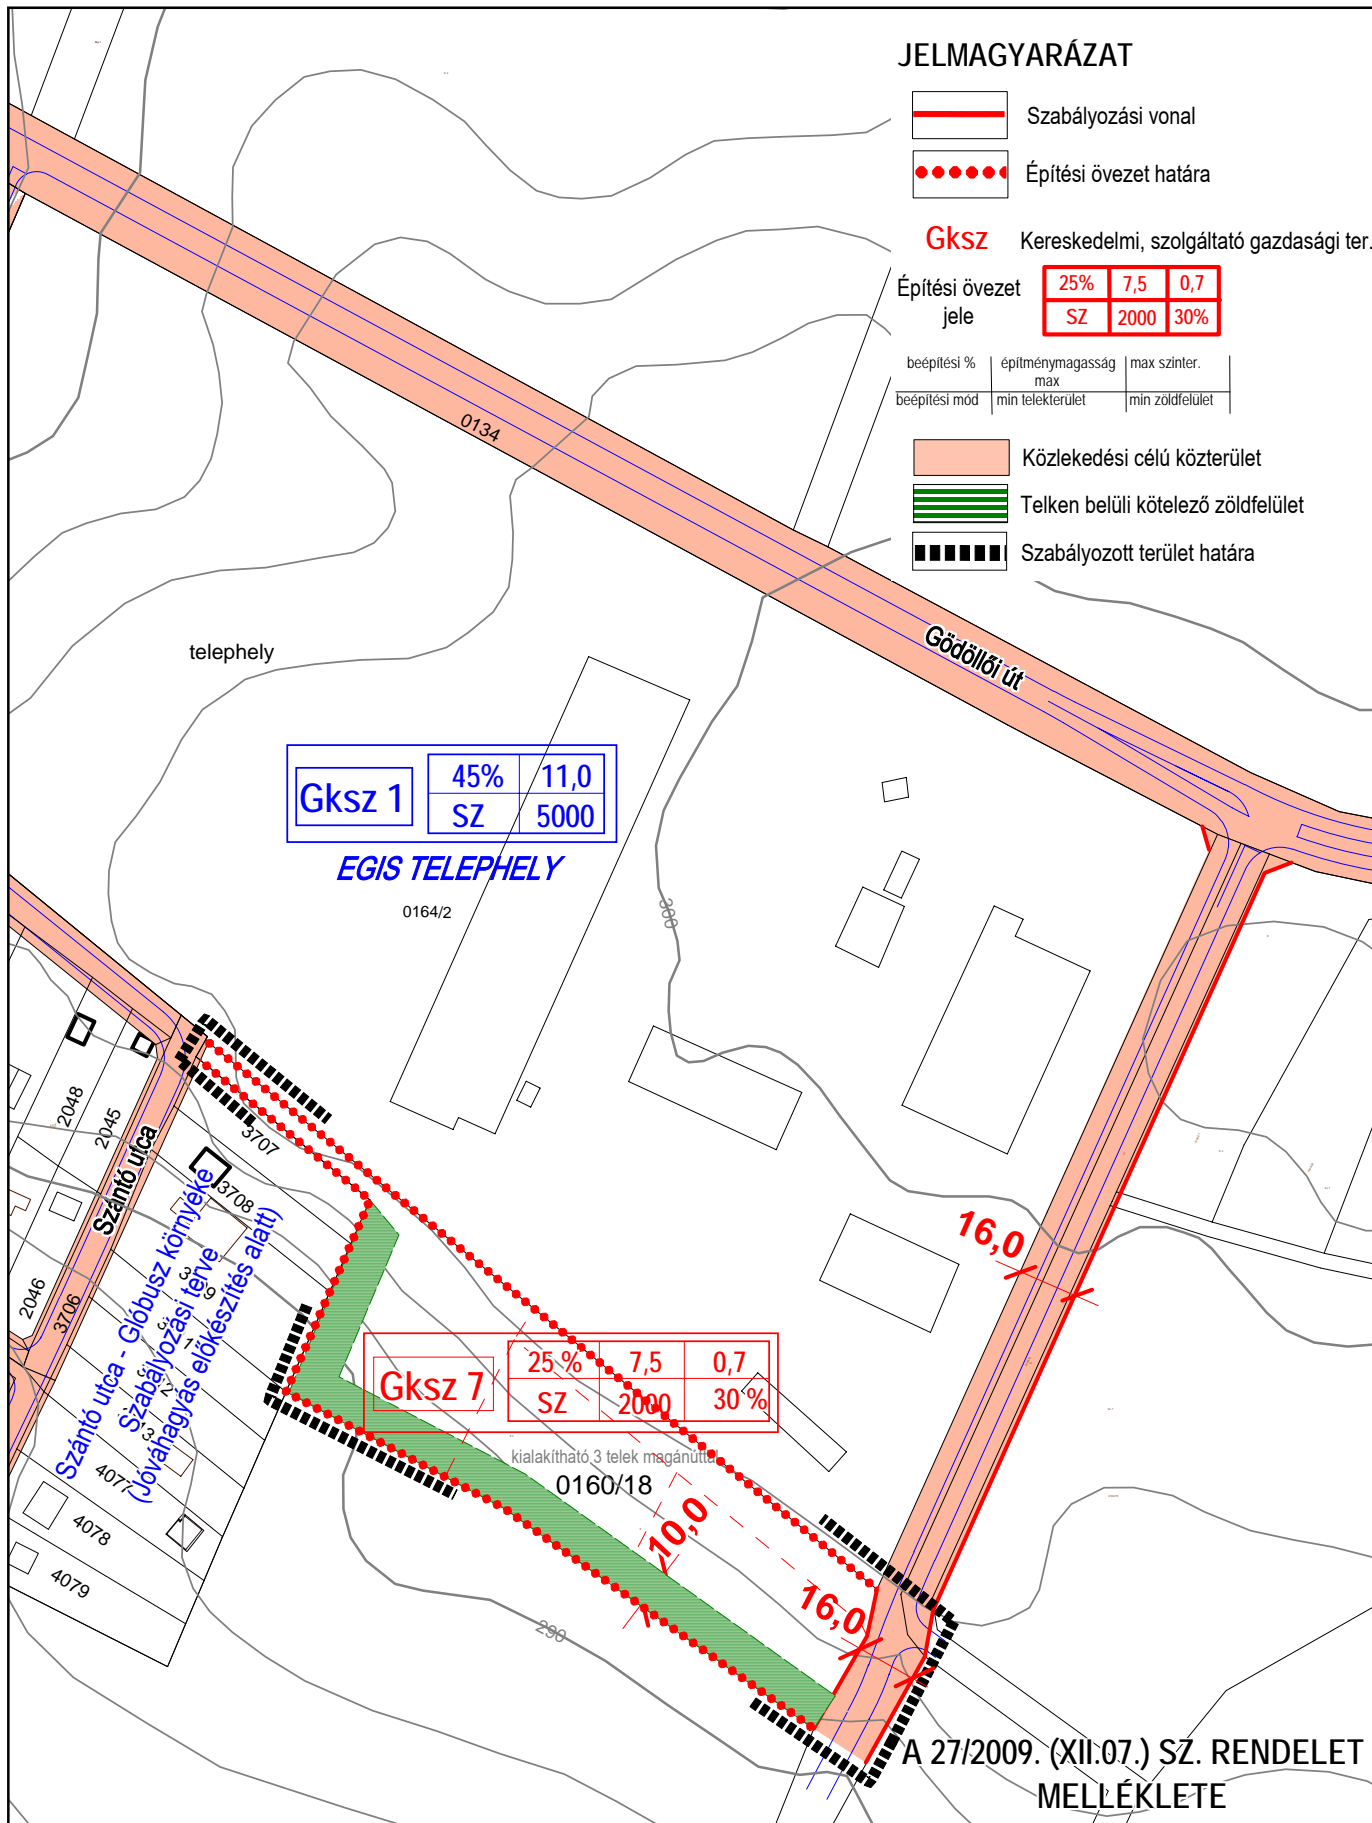 JELMAGYARÁZAT
Szabályozási vonal
Építési övezet határa
Gksz Kereskedelmi, szolgáltató gazdasági ter.
Építési övezet
jele
25% 7,5 0,7
SZ 2000 30%
beépítési % építménymagasság max szinter.
max
beépítési mód min telekterület min zöldfelület
Közlekedési célú közterület
Telken belüli kötelező zöldfelület
Szabályozott terület határa
0134
Gödöllői út
telephely
Gksz 1 45% 11,0
SZ 5000
EGIS TELEPHELY
0164/2
300
2048
2045
3707
3708
Szántó utca
2046
3706
Szántó utca - Glóbusz környéke
Szabályozási terve
(Jóváhagyás előkészítés alatt)
4077
4078
4079
16,0
Gksz 7 25 % 7,5 0,7
SZ 2000 30 %
kialakítható 3 telek magánúttal
0160/18
10,0
16,0
290
A 27/2009. (XII.07.) SZ. RENDELET
MELLÉKLETE